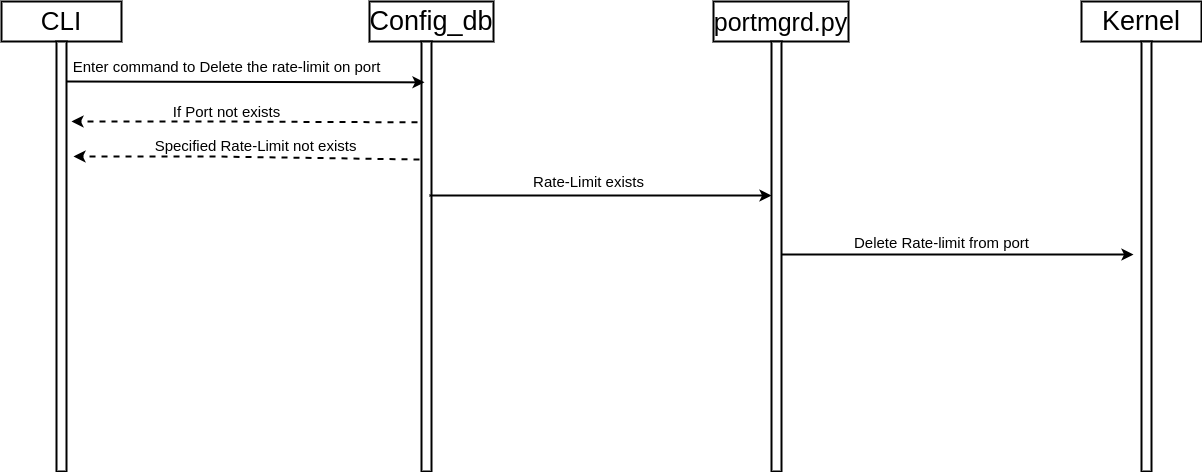 CLI
Config_db
portmgrd.py
Kernel
Enter command to Delete the rate-limit on port
If Port not exists
Specified Rate-Limit not exists
Rate-Limit exists
Delete Rate-limit from port